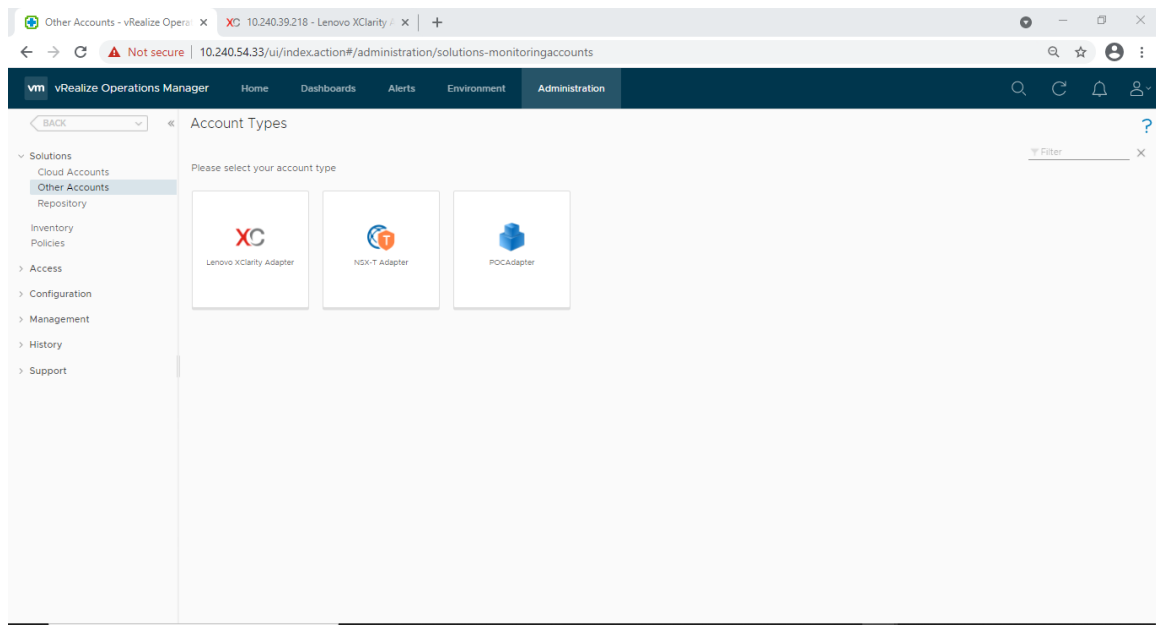 Other Accounts - vRealize Opera
XC 10.240.39.218 - Lenovo XClarity A
Not secure | 10.240.54.33/ui/index.action#/administration/solutions-monitoringaccounts
vm vRealize Operations Manager Home Dashboards Alerts Environment Administration
BACK
Account Types
?
Solutions
Filter
Cloud Accounts
Please select your account type
Other Accounts
Repository
Inventory
Policies
XC
T
Lenovo XClarity Adapter
NSX-T Adapter
POCAdapter
Access
Configuration
Management
History
Support